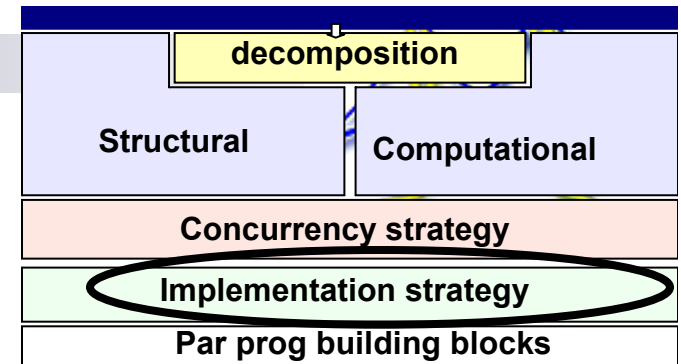 decomposition
Structural
Computational
Concurrency strategy
Implementation strategy
Par prog building blocks